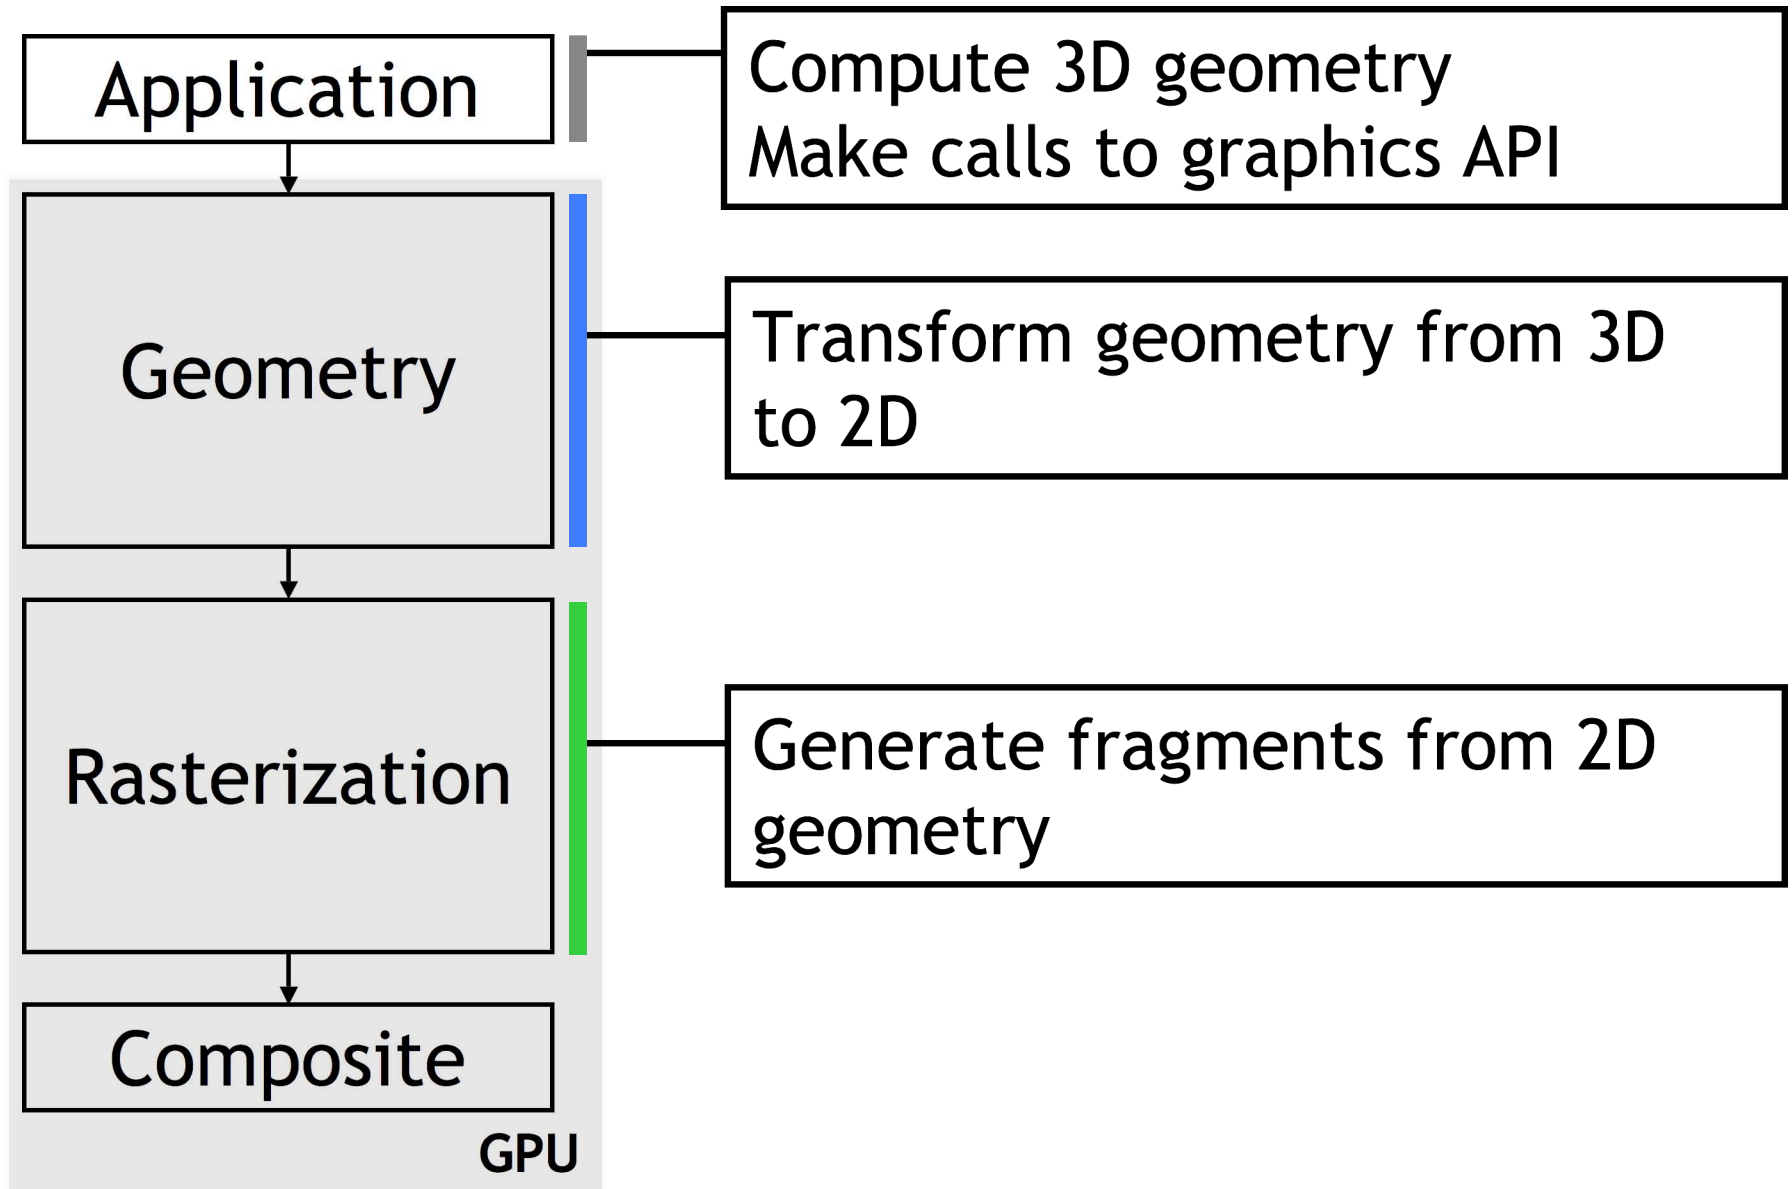 Application
Compute 3D geometry
Make calls to graphics API
Geometry
Transform geometry from 3D
to 2D
Rasterization
Generate fragments from 2D
geometry
Composite
GPU